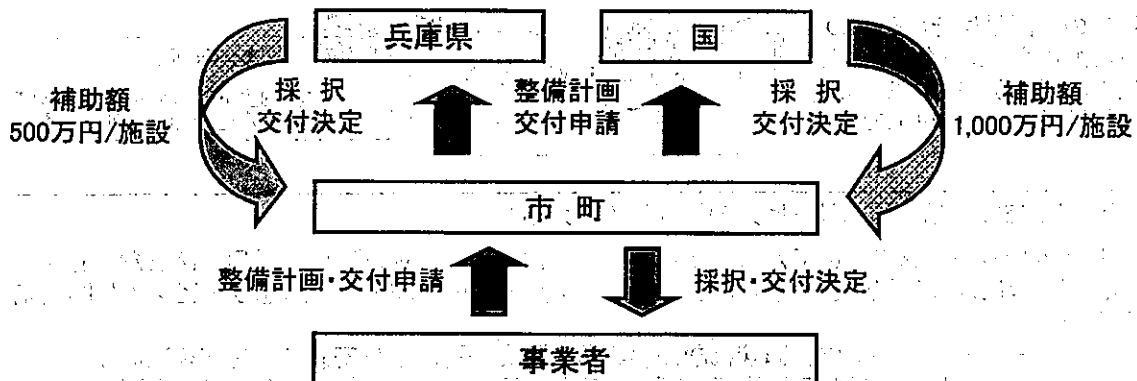 兵庫県
国
補助額
500万円/施設
採 択
交付決定
整備計画
交付申請
採 択
交付決定
補助額
1,000万円/施設
市 町
整備計画・交付申請
採択・交付決定
事業者